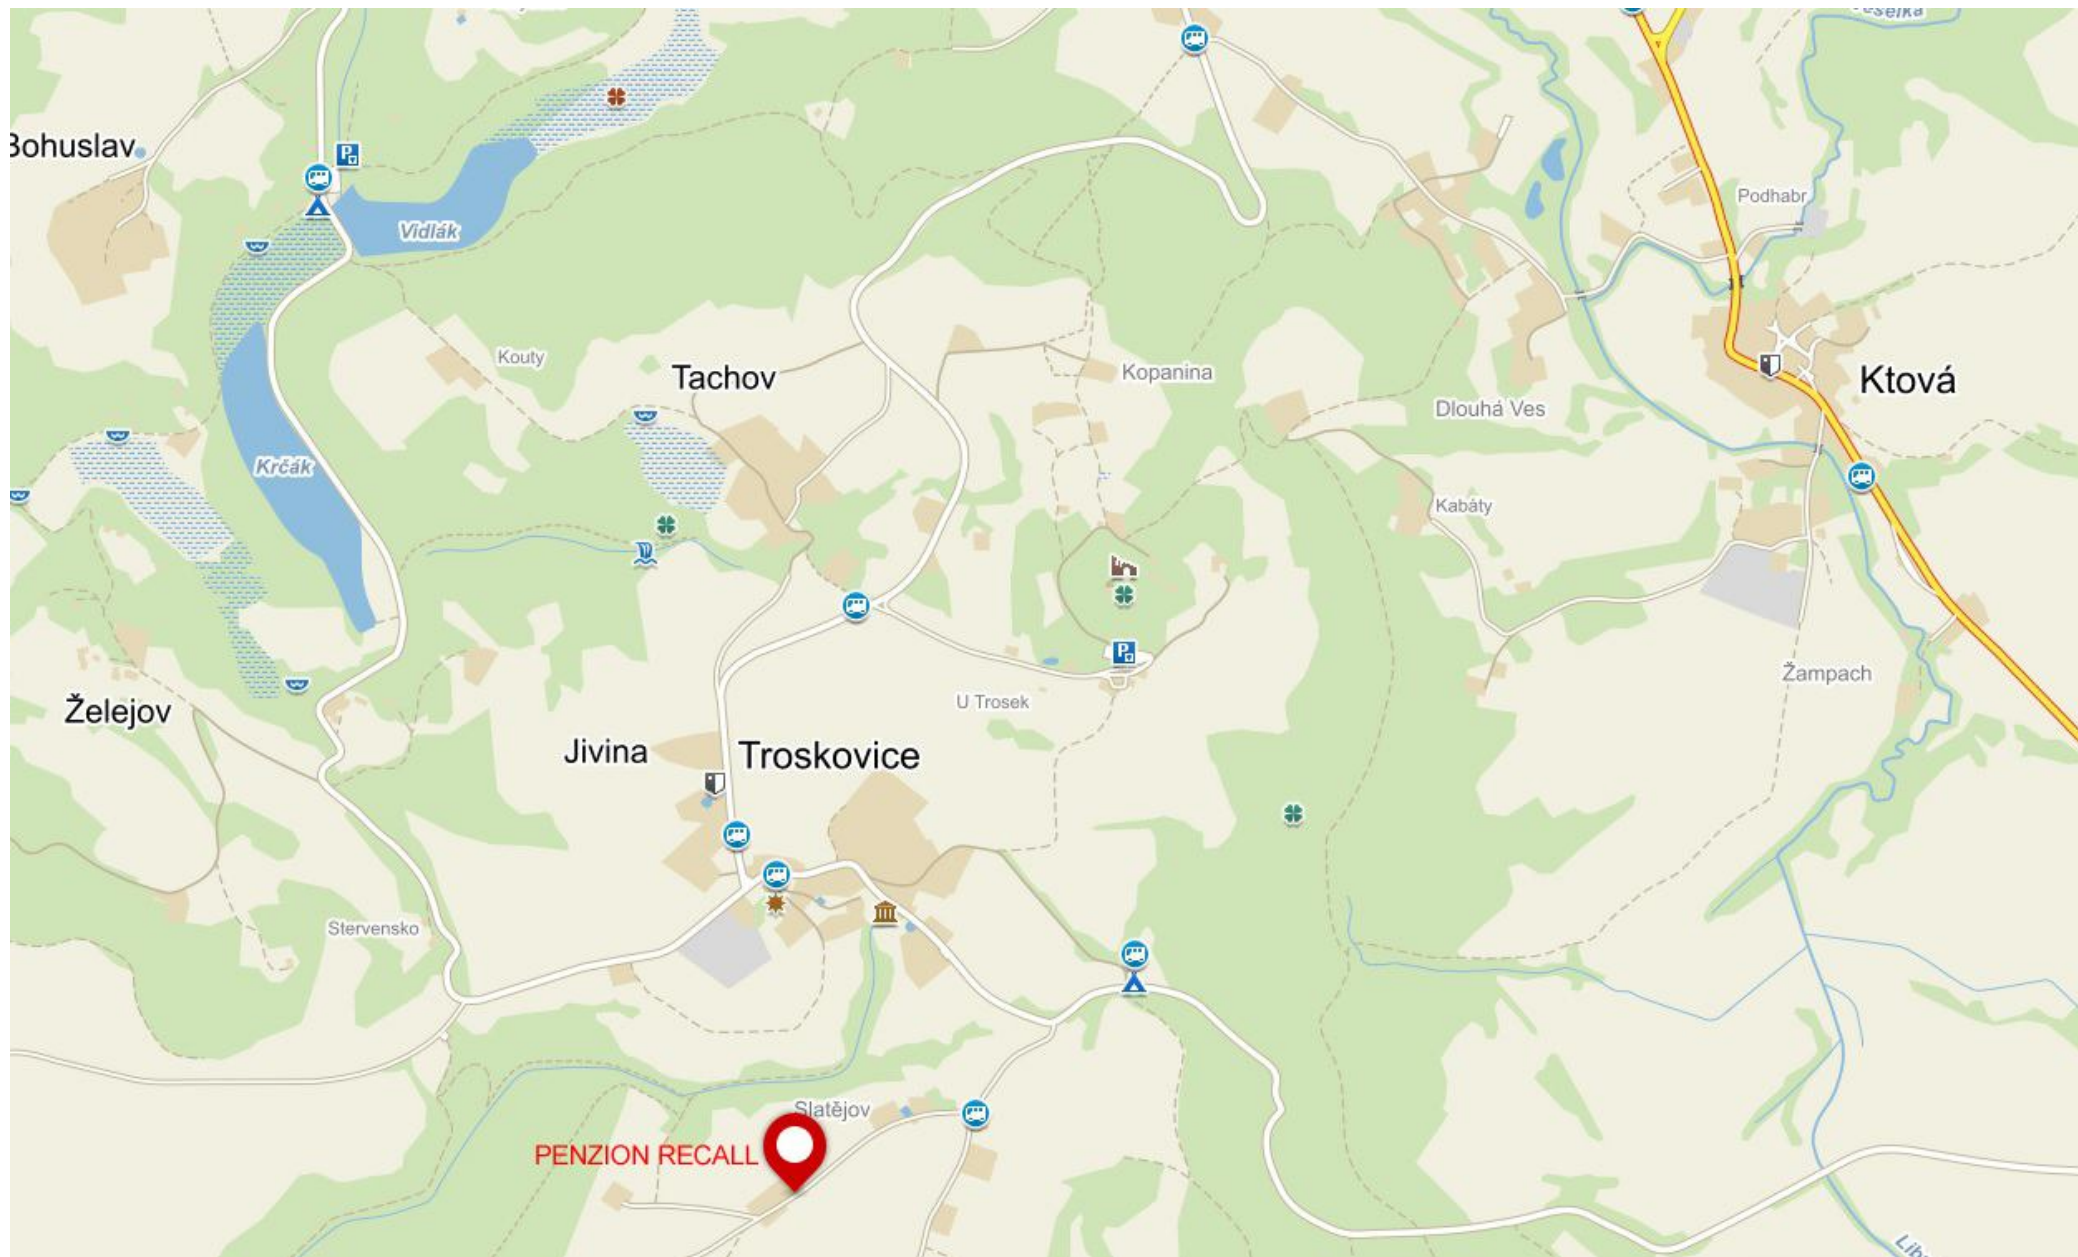 Bohuslav
Vidlák
Podhabr
Kouty
Tachov
Kopanina
Ktová
Dlouhá Ves
Krčák
Kabáty
Žampach
U Trosek
Želejov
Jivina
Troskovice
Stervensko
Slatějov
PENZION RECALL